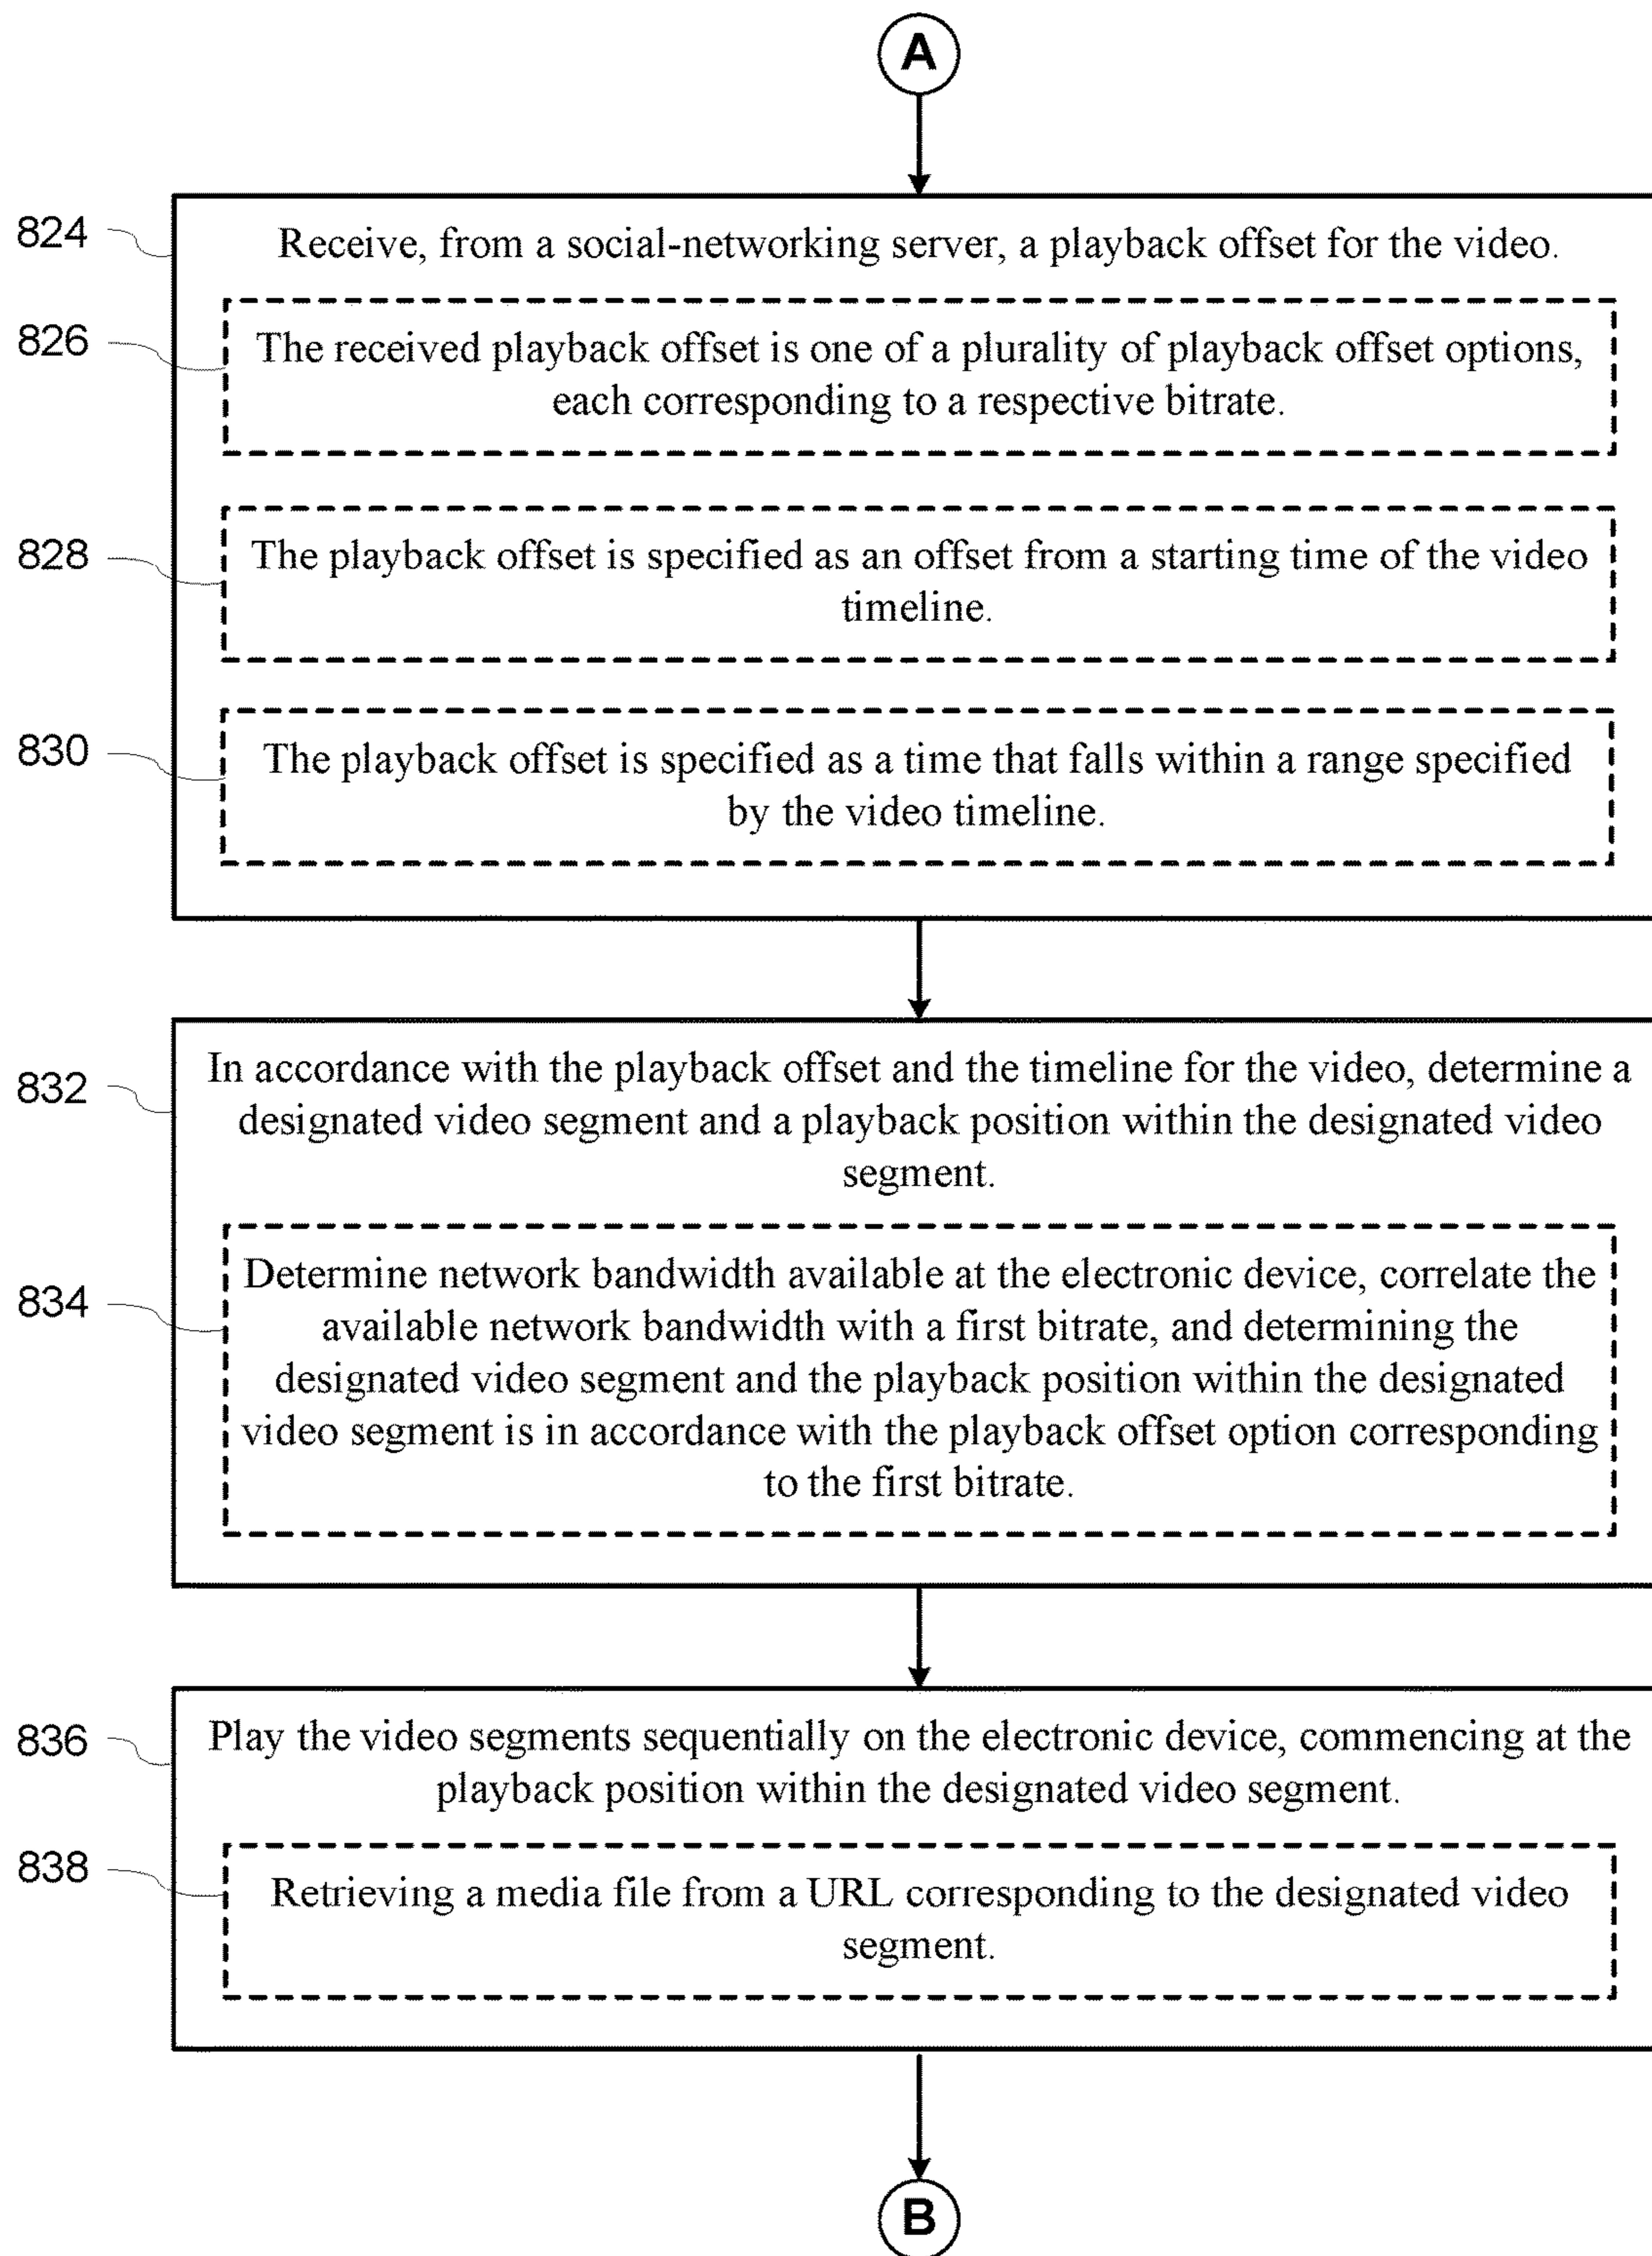 A
824
Receive, from a social-networking server, a playback offset for the video.
826
The received playback offset is one of a plurality of playback offset options,
each corresponding to a respective bitrate.
828
The playback offset is specified as an offset from a starting time of the video
timeline.
830
The playback offset is specified as a time that falls within a range specified
by the video timeline.
832
In accordance with the playback offset and the timeline for the video, determine a
designated video segment and a playback position within the designated video
segment.
834
Determine network bandwidth available at the electronic device, correlate the
available network bandwidth with a first bitrate, and determining the
designated video segment and the playback position within the designated
video segment is in accordance with the playback offset option corresponding
to the first bitrate.
836
Play the video segments sequentially on the electronic device, commencing at the
playback position within the designated video segment.
838
Retrieving a media file from a URL corresponding to the designated video
segment.
B